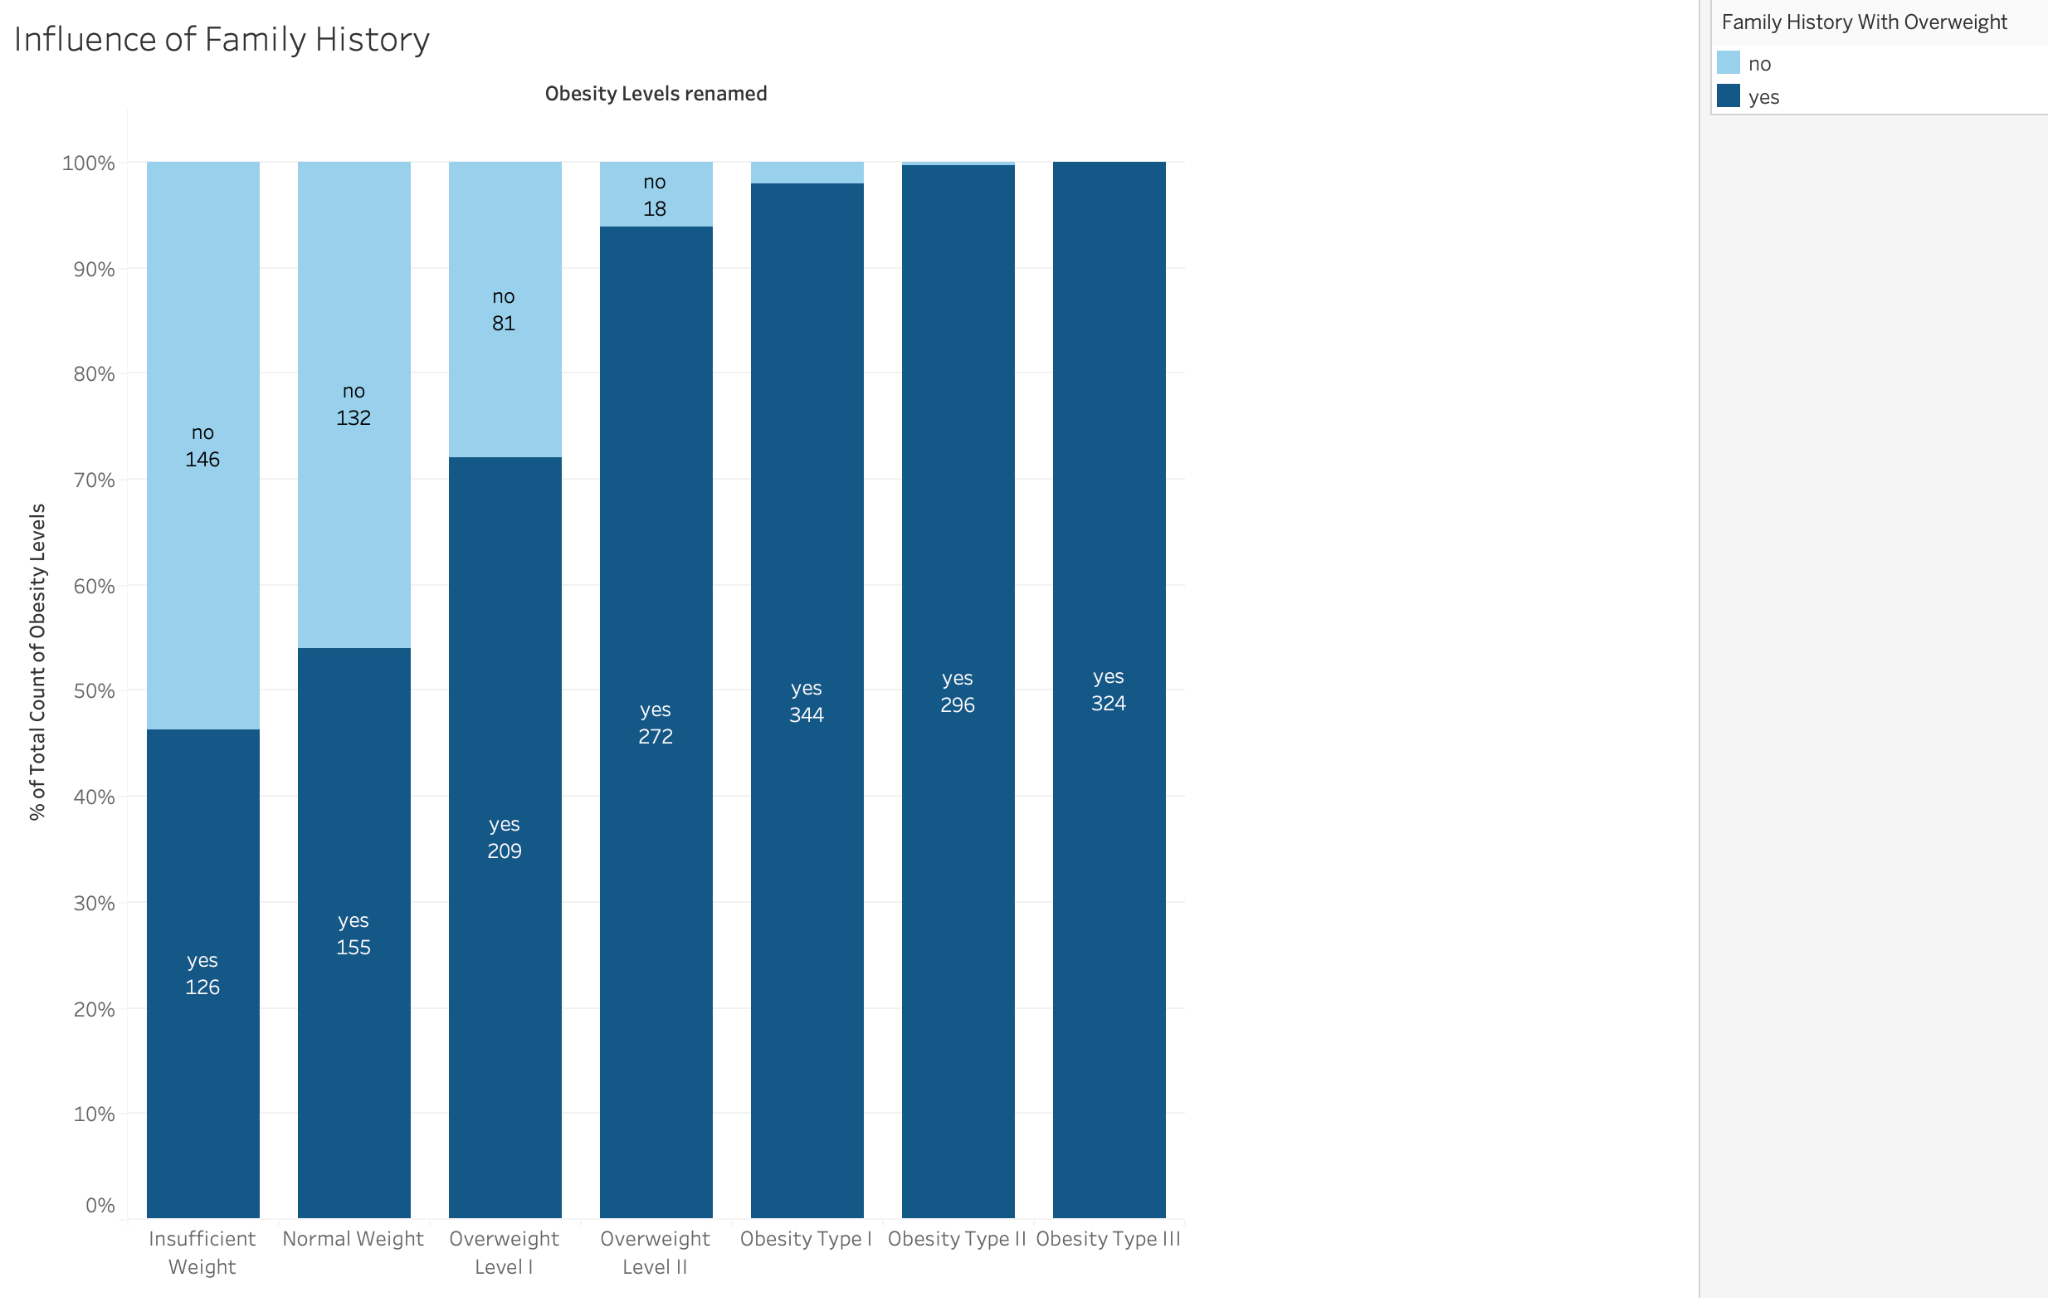 Influence of Family History
Family History With Overweight
no
yes
Obesity Levels renamed
% of Total Count of Obesity Levels
100%
90%
80%
70%
60%
50%
40%
30%
20%
10%
0%
no
146
yes
126
no
132
yes
155
no
81
yes
209
no
18
yes
272
yes
344
yes
296
yes
324
Insufficient
Weight
Normal Weight
Overweight
Level I
Overweight
Level II
Obesity Type I
Obesity Type II
Obesity Type III